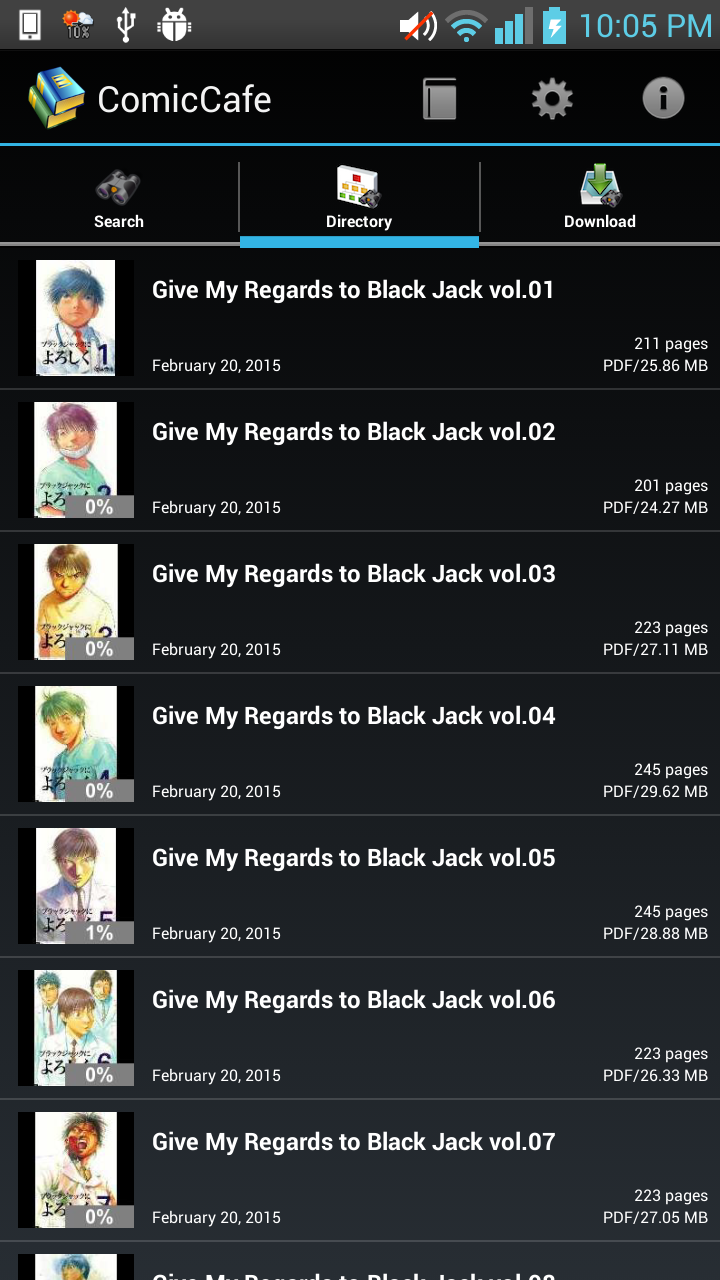 10%
10:05 PM
ComicCafe
Search
Directory
Download
Give My Regards to Black Jack vol.01
211 pages
February 20, 2015
PDF/25.86 MB
ブラックジャックに
よろしく 1
Give My Regards to Black Jack vol.02
201 pages
February 20, 2015
PDF/24.27 MB
ブラックジャックに
よろ
0%
Give My Regards to Black Jack vol.03
223 pages
February 20, 2015
PDF/27.11 MB
ブラックジャックに
よろ
0%
Give My Regards to Black Jack vol.04
245 pages
February 20, 2015
PDF/29.62 MB
ブラックジャックに
よろ
0%
Give My Regards to Black Jack vol.05
245 pages
February 20, 2015
PDF/28.88 MB
ブラックジャックに
よろ
1%
Give My Regards to Black Jack vol.06
223 pages
February 20, 2015
PDF/26.33 MB
ブラックジャックに
よろ
0%
Give My Regards to Black Jack vol.07
223 pages
February 20, 2015
PDF/27.05 MB
ブラックジャックに
よろ
0%